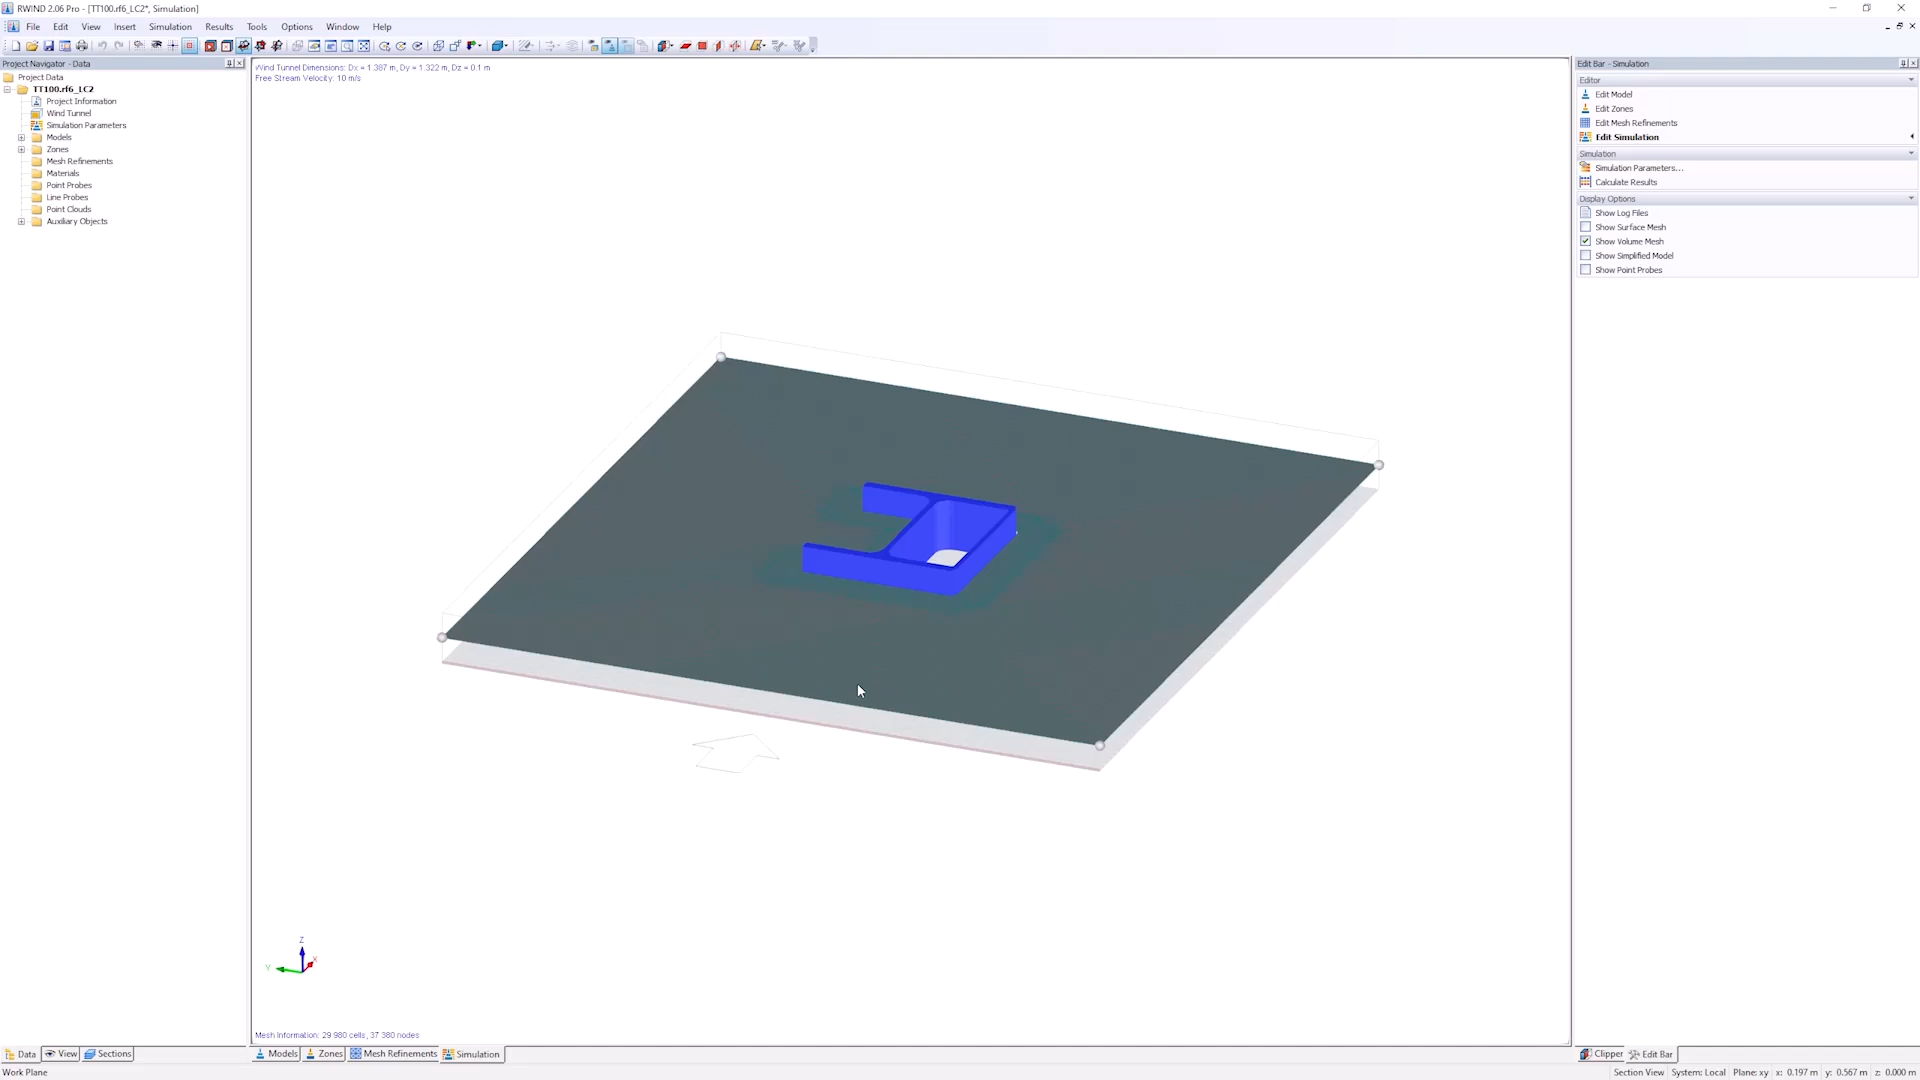 RWIND 2.06 Pro - [TT100.rf6_LC2*, Simulation]
File Edit View Insert Simulation Results Tools Options Window Help
Project Navigator - Data
Project Data
TT100.rf6_LC2
Project Information
Wind Tunnel
Simulation Parameters
Models
Zones
Mesh Refinements
Materials
Point Probes
Line Probes
Point Clouds
Auxiliary Objects
Wind Tunnel Dimensions: Dx = 1.387 m, Dy = 1.322 m, Dz = 0.1 m
Free Stream Velocity: 10 m/s
Z
Y
X
Mesh Information: 29 980 cells, 37 380 nodes
Edit Bar - Simulation
Editor
Edit Model
Edit Zones
Edit Mesh Refinements
Edit Simulation
Simulation
Simulation Parameters...
Calculate Results
Display Options
Show Log Files
Show Surface Mesh
Show Volume Mesh
Show Simplified Model
Show Point Probes
Data View Sections
Models Zones Mesh Refinements Simulation
Clipper Edit Bar
Work Plane
Section View System: Local Plane: xy x: 0.197 m y: 0.567 m z: 0.000 m